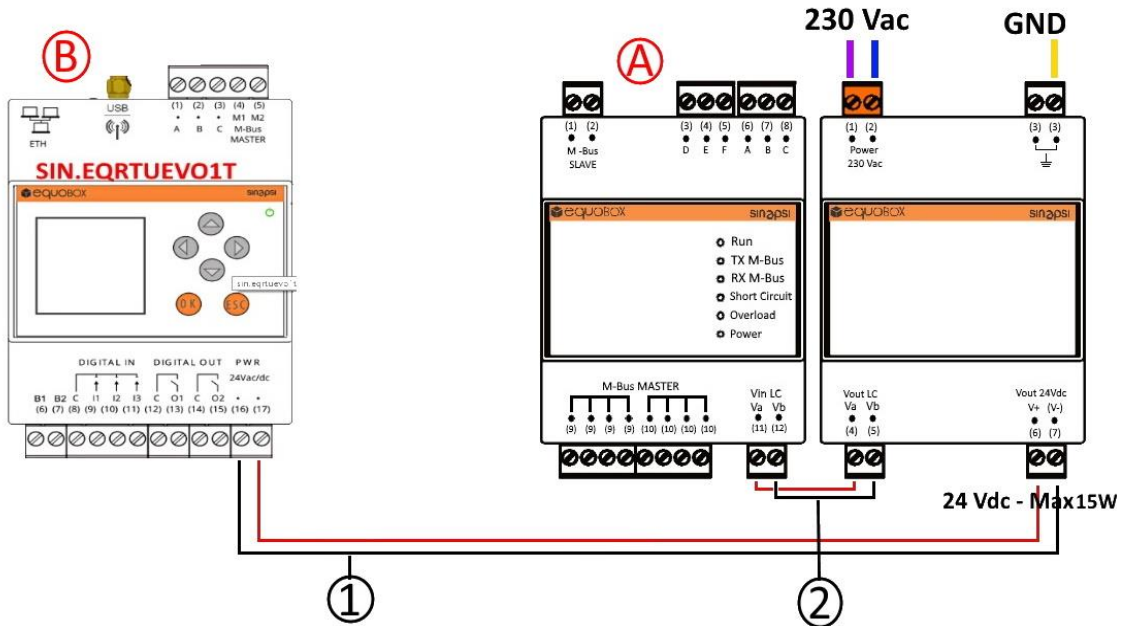 230 Vac
GND
B
A
USB
ETH
(1) (2) (3) (4) (5)
M1 M2
A B C M-Bus
MASTER
SIN.EQRTUEVO1T
equoBOX sinapsi
sin.eqrtuevo1t
OK ESC
DIGITAL IN DIGITAL OUT PWR
24Vac/dc
B1 B2 C I1 I2 I3 C O1 C O2
(6) (7) (8) (9) (10) (11) (12) (13) (14) (15) (16) (17)
(1) (2)
M -Bus
SLAVE
(3) (4) (5) (6) (7) (8)
D E F A B C
equoBOX sinapsi
Run
TX M-Bus
RX M-Bus
Short Circuit
Overload
Power
M-Bus MASTER
(9) (9) (9) (9) (10) (10) (10) (10)
Vin LC
Va Vb
(11) (12)
(1) (2)
Power
230 Vac
(3) (3)
equoBOX sinapsi
Vout LC
Va Vb
(4) (5)
Vout 24Vdc
V+ (V-)
(6) (7)
24 Vdc - Max15W
1
2